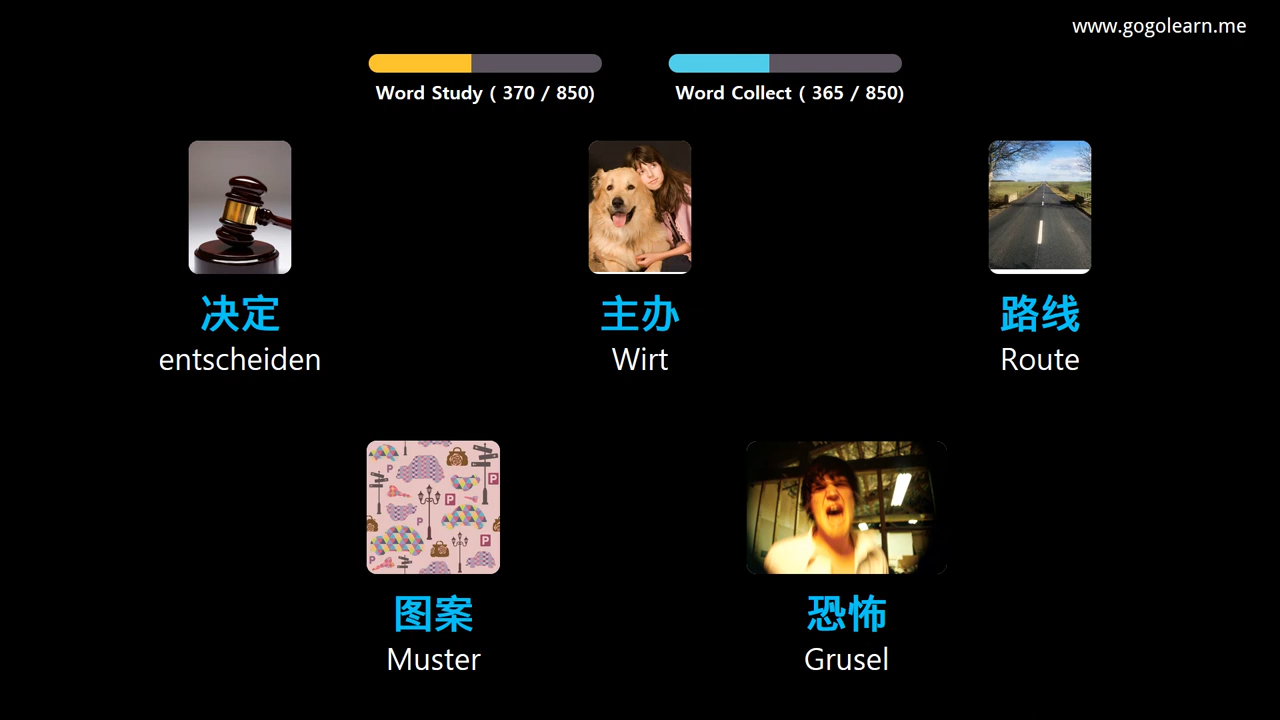 www.gogolearn.me
Word Study ( 370 / 850)
Word Collect ( 365 / 850)
决定
entscheiden
主办
Wirt
路线
Route
P
P
P
P
P
P
图案
Muster
恐怖
Grusel